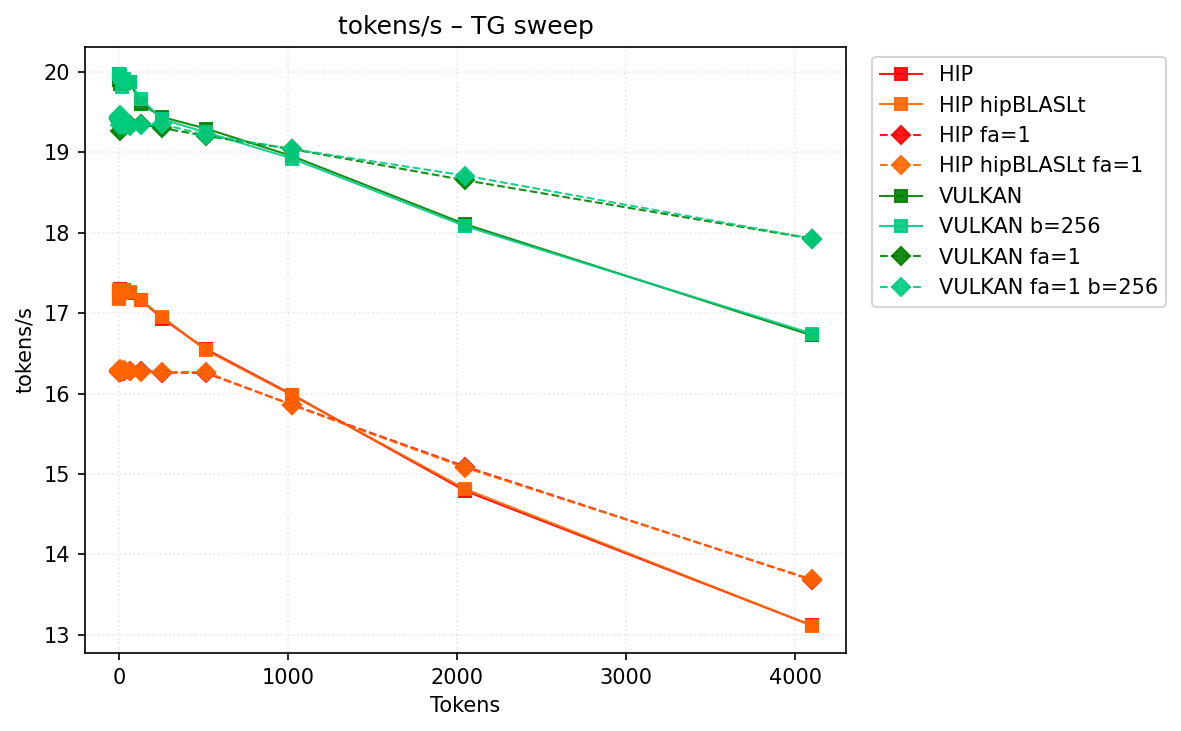 tokens/s – TG sweep
tokens/s
20
19
18
17
16
15
14
13
0
1000
2000
3000
4000
Tokens
HIP
HIP hipBLASLt
HIP fa=1
HIP hipBLASLt fa=1
VULKAN
VULKAN b=256
VULKAN fa=1
VULKAN fa=1 b=256